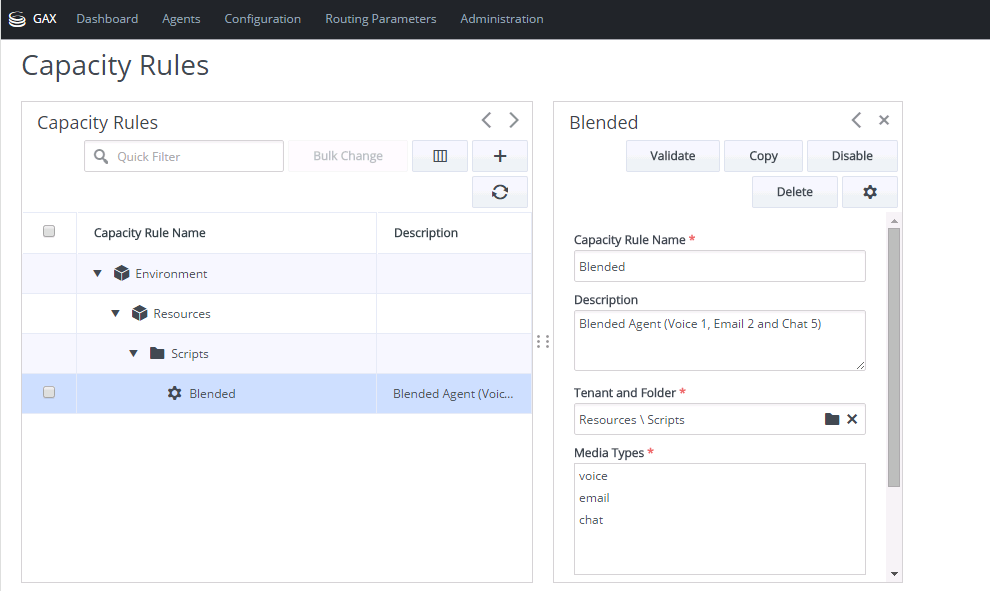 GAX Dashboard Agents Configuration Routing Parameters Administration
Capacity Rules
Capacity Rules
Quick Filter Bulk Change
Capacity Rule Name Description
Environment
Resources
Scripts
Blended Blended Agent (Voic...
Blended
Validate Copy Disable
Delete
Capacity Rule Name *
Blended
Description
Blended Agent (Voice 1, Email 2 and Chat 5)
Tenant and Folder *
Resources \ Scripts
Media Types *
voice
email
chat